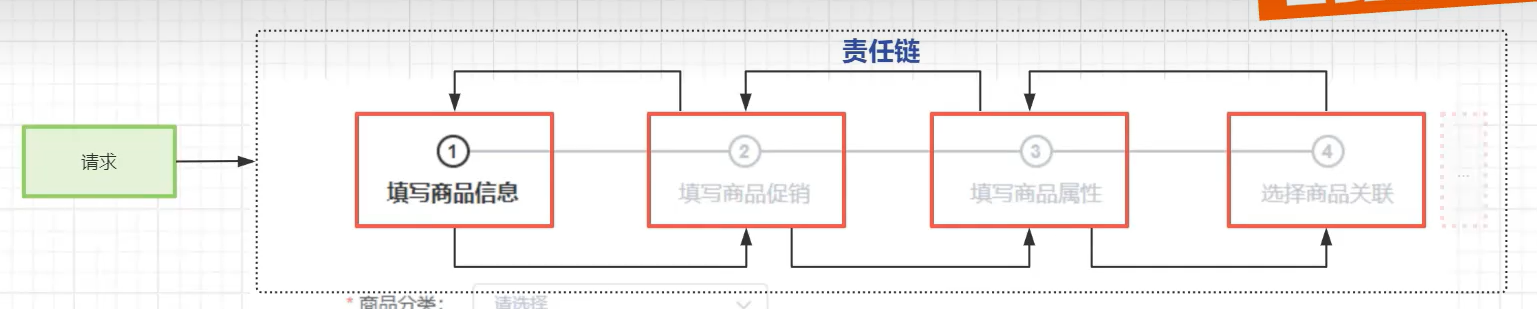 责任链
请求
1
2
3
4
填写商品信息
填写商品促销
填写商品属性
选择商品关联
...
* 商品分类：
请选择